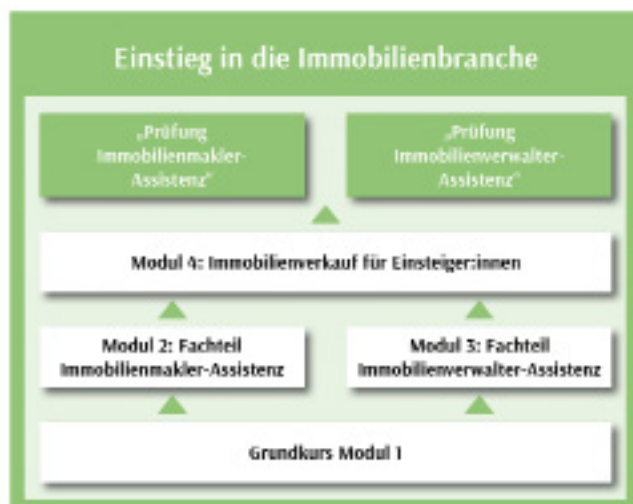 Einstieg in die Immobilienbranche
„Prüfung
Immobilienmakler-
Assistenz“
„Prüfung
Immobilienverwalter-
Assistenz“
Modul 4: Immobilienverkauf für Einsteiger:innen
Modul 2: Fachteil
Immobilienmakler-Assistenz
Modul 3: Fachteil
Immobilienverwalter-Assistenz
Grundkurs Modul 1